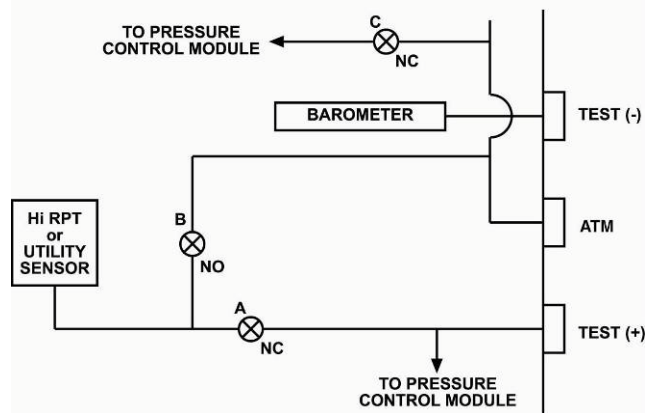 C
TO PRESSURE
CONTROL MODULE
NC
BAROMETER
TEST (-)
Hi RPT
or
UTILITY
SENSOR
B
NO
ATM
A
NC
TEST (+)
TO PRESSURE
CONTROL MODULE